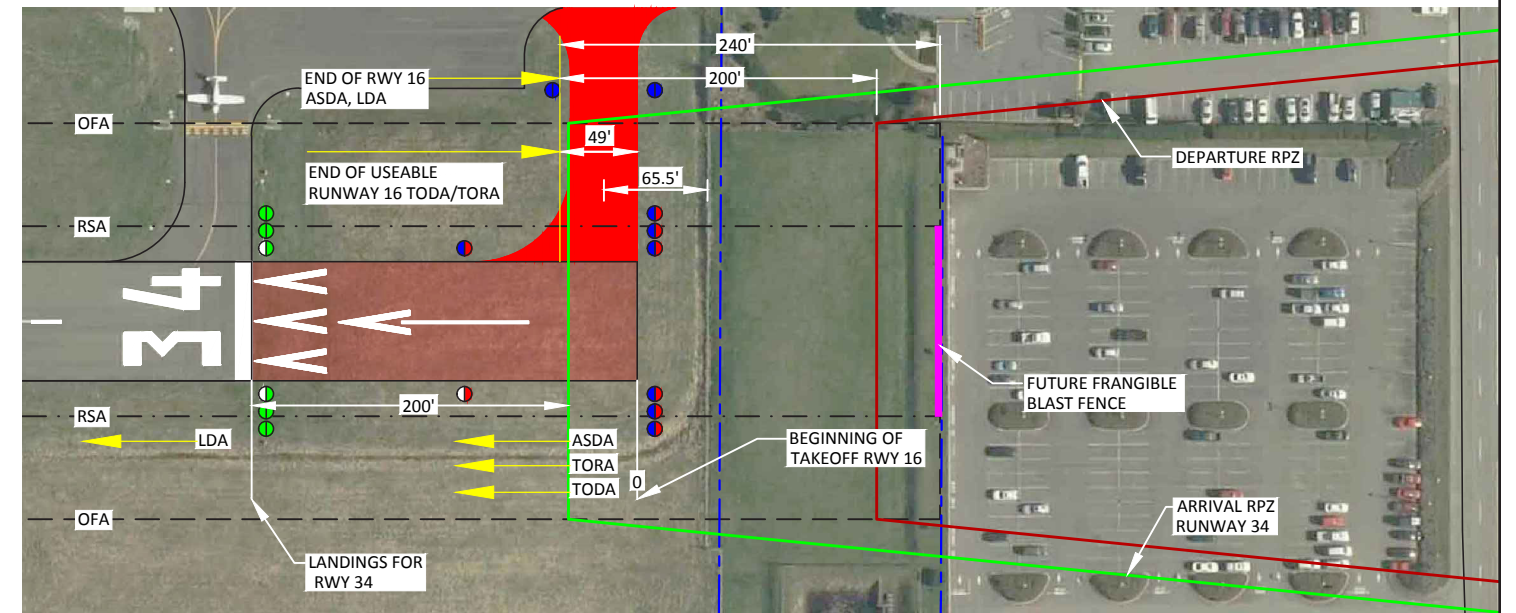 240'
200'
END OF RWY 16
ASDA, LDA
OFA
49'
DEPARTURE RPZ
END OF USEABLE
RUNWAY 16 TODA/TORA
65.5'
RSA
34
FUTURE FRANGIBLE
BLAST FENCE
200'
RSA
LDA
ASDA
BEGINNING OF
TAKEOFF RWY 16
TORA
0
TODA
OFA
ARRIVAL RPZ
RUNWAY 34
LANDINGS FOR
RWY 34